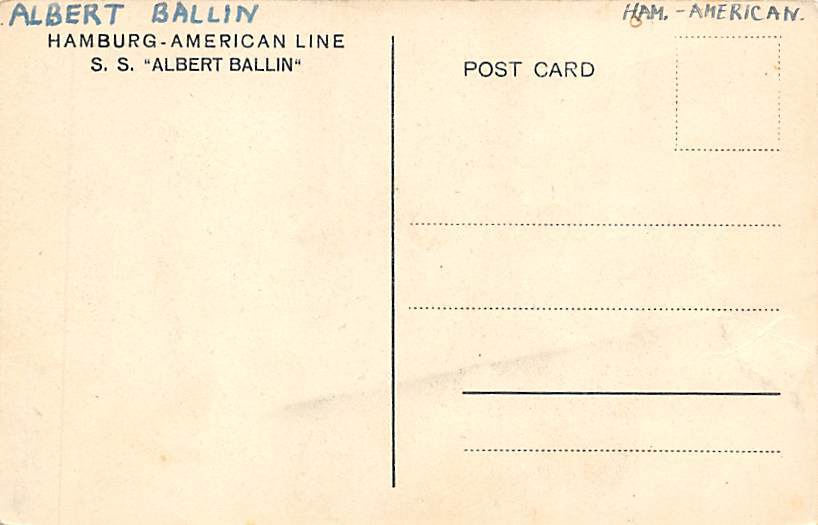 ALBERT BALLIN
HAM.-AMERICAN.
HAMBURG-AMERICAN LINE
S. S. "ALBERT BALLIN"
POST CARD